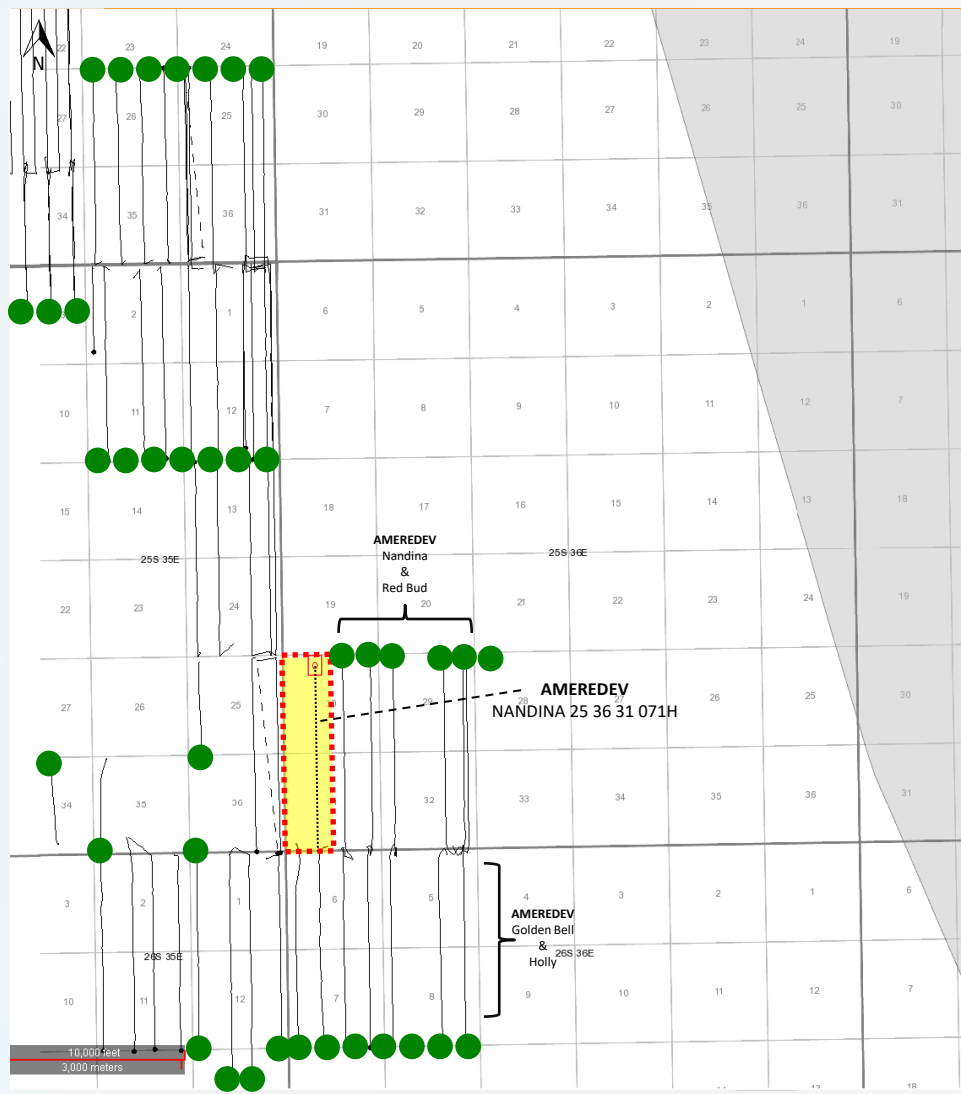 22 23 24 19 20 21 22 23 24 19
N
27 26 25 30 29 28 27 26 25 30
34 35 36 31 32 33 34 35 36 31
2 1 6 5 4 3 2 1 6
10 11 12 7 8 9 10 11 12 7
15 14 13 18 17 16 15 14 13 18
AMEREDEV
Nandina
&
Red Bud
25S 35E 25S 36E
22 23 24 19 20 21 22 23 24 19
27 26 25 29 28 27 26 25 30
AMEREDEV
NANDINA 25 36 31 071H
34 35 36 32 33 34 35 36 31
3 2 1 6 5 4 3 2 1 6
AMEREDEV
Golden Bell
&
Holly
26S 35E 26S 36E
10 11 12 7 8 9 10 11 12 7
10,000 feet
3,000 meters
14 13 18